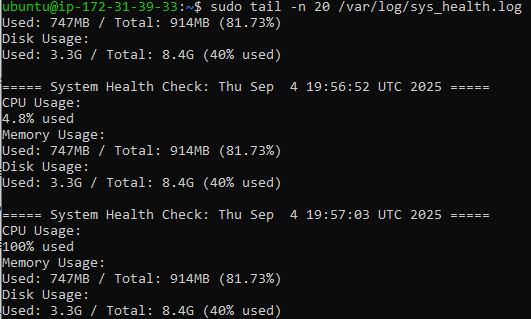 ubuntu@ip-172-31-39-33:~$ sudo tail -n 20 /var/log/sys_health.log
Used: 747MB / Total: 914MB (81.73%)
Disk Usage:
Used: 3.3G / Total: 8.4G (40% used)

===== System Health Check: Thu Sep  4 19:56:52 UTC 2025 =====
CPU Usage:
4.8% used
Memory Usage:
Used: 747MB / Total: 914MB (81.73%)
Disk Usage:
Used: 3.3G / Total: 8.4G (40% used)

===== System Health Check: Thu Sep  4 19:57:03 UTC 2025 =====
CPU Usage:
100% used
Memory Usage:
Used: 747MB / Total: 914MB (81.73%)
Disk Usage:
Used: 3.3G / Total: 8.4G (40% used)